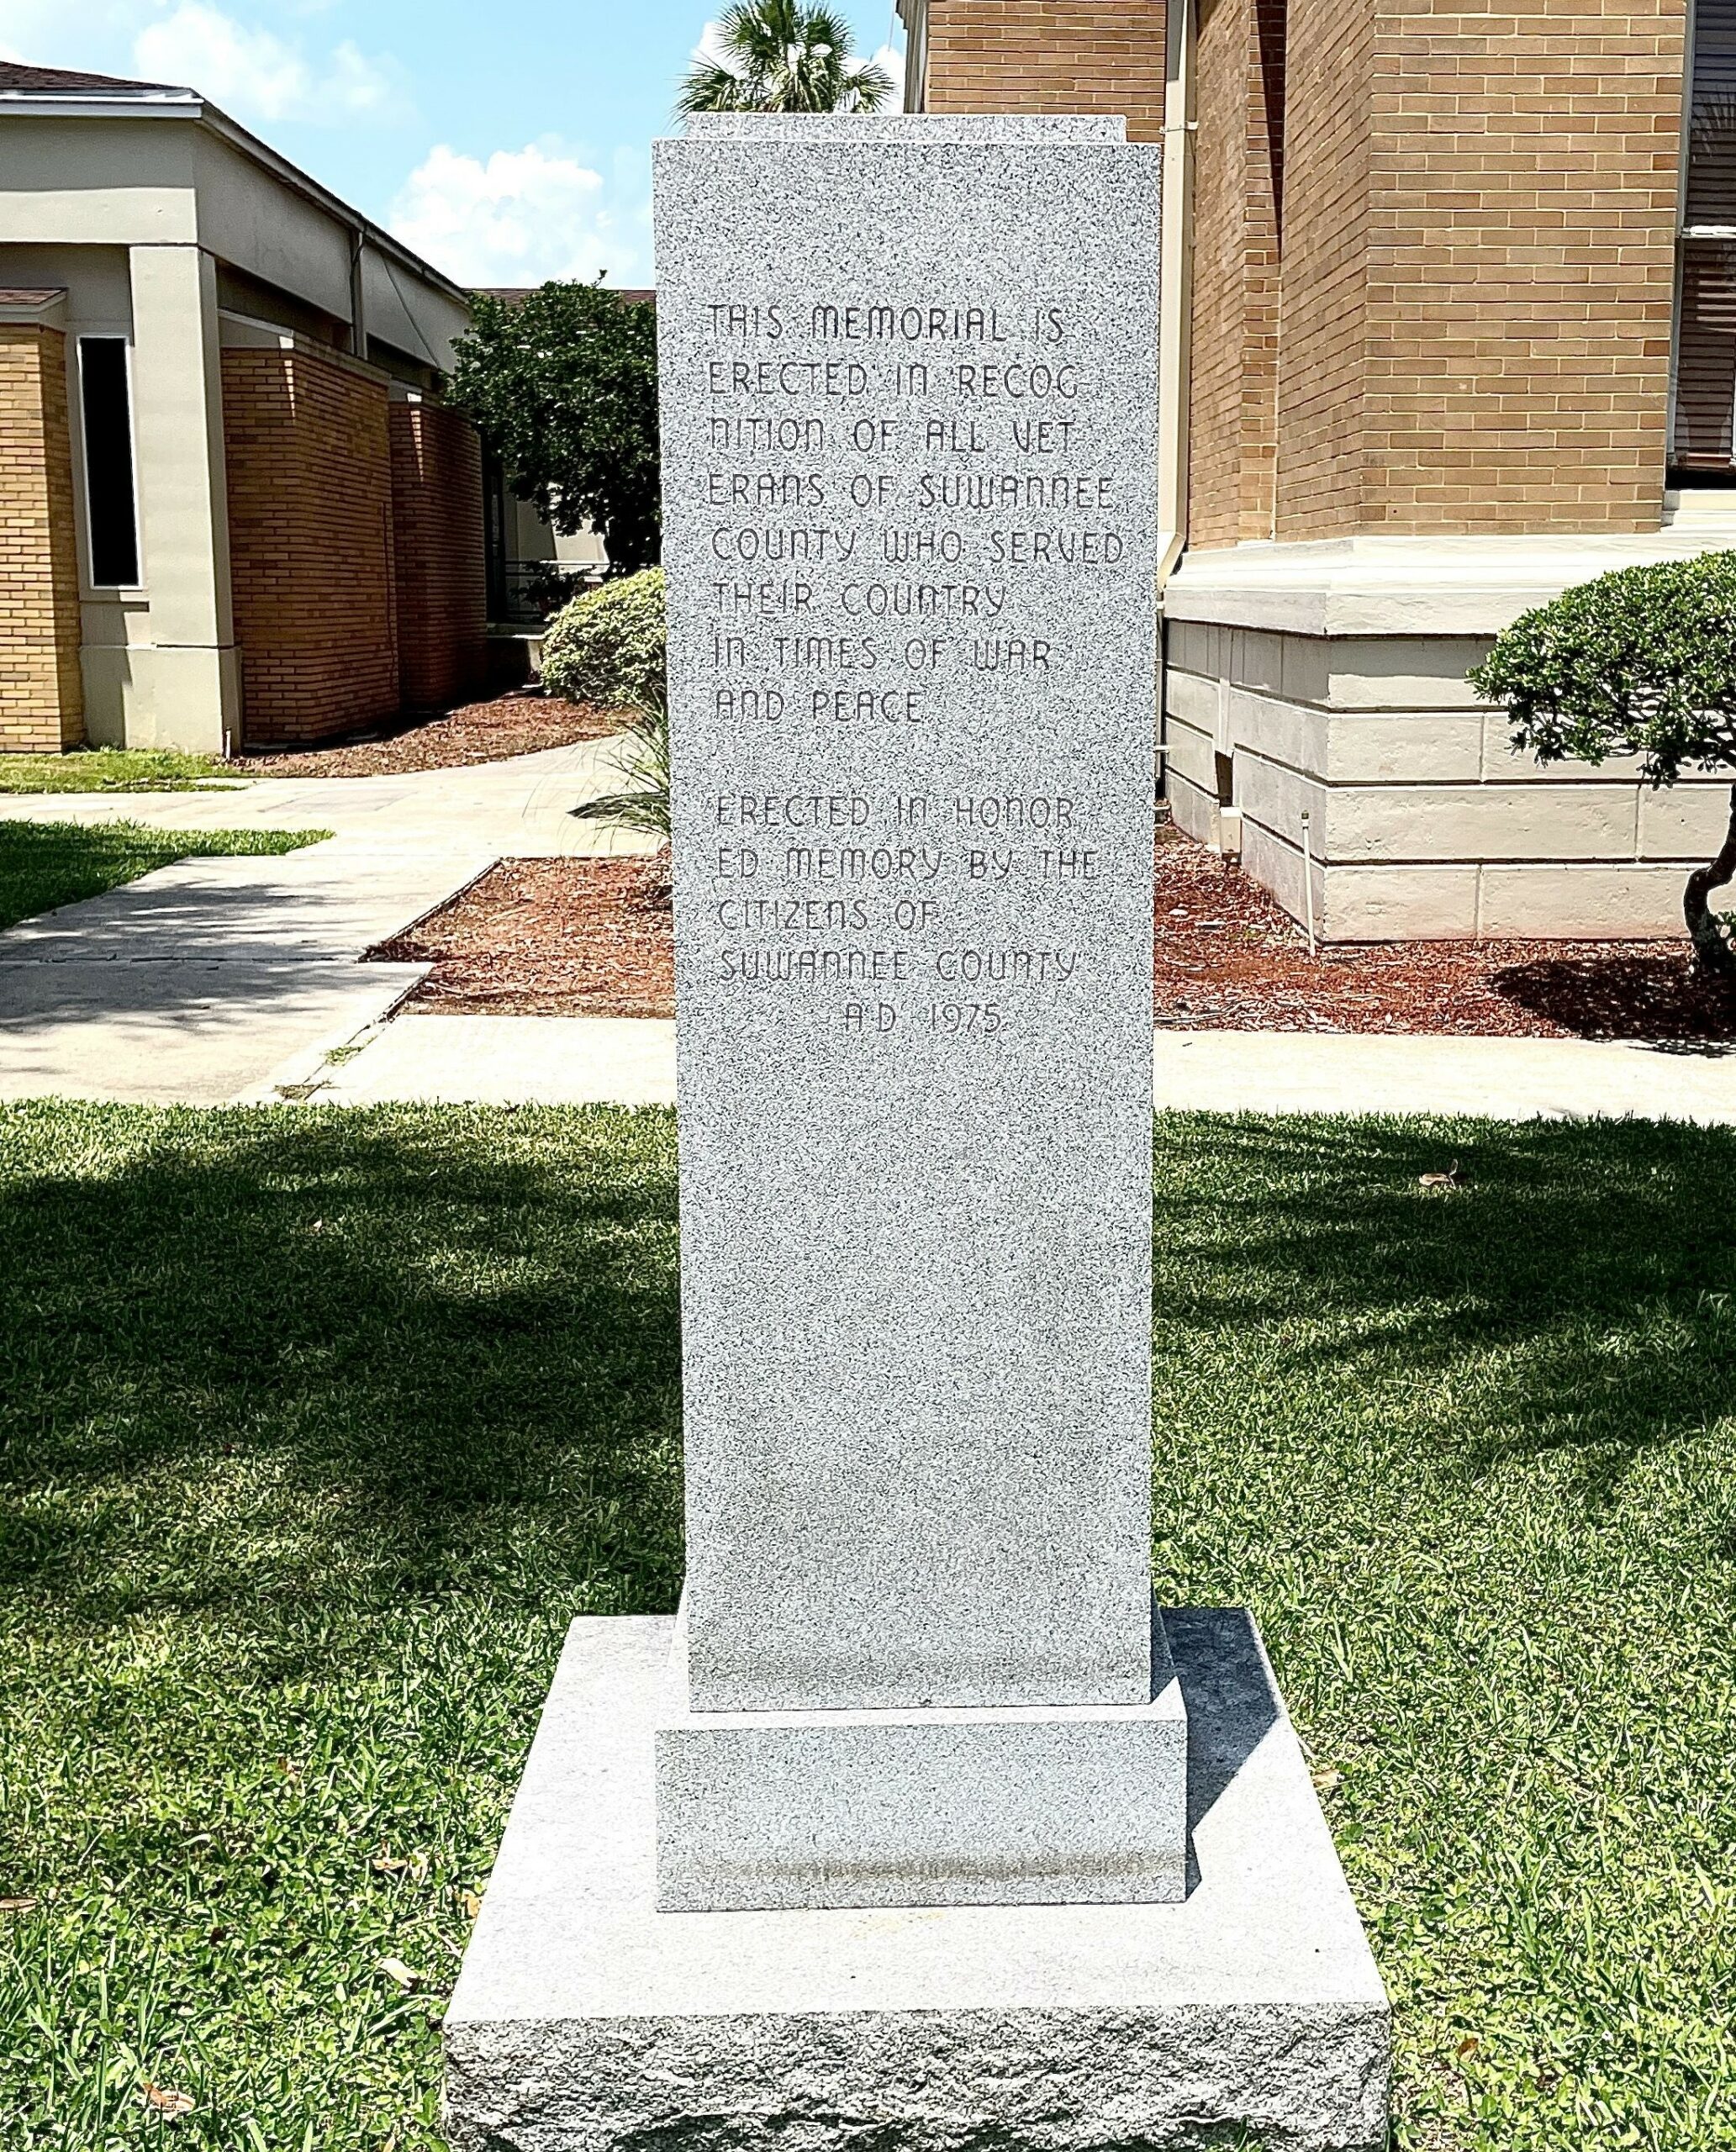 THIS MEMORIAL IS
ERECTED IN RECOG
NITION OF ALL VET
ERANS OF SUWANNEE
COUNTY WHO SERVED
THEIR COUNTRY
IN TIMES OF WAR
AND PEACE
ERECTED IN HONOR
ED MEMORY BY THE
CITIZENS OF
SUWANNEE COUNTY
A D 1975